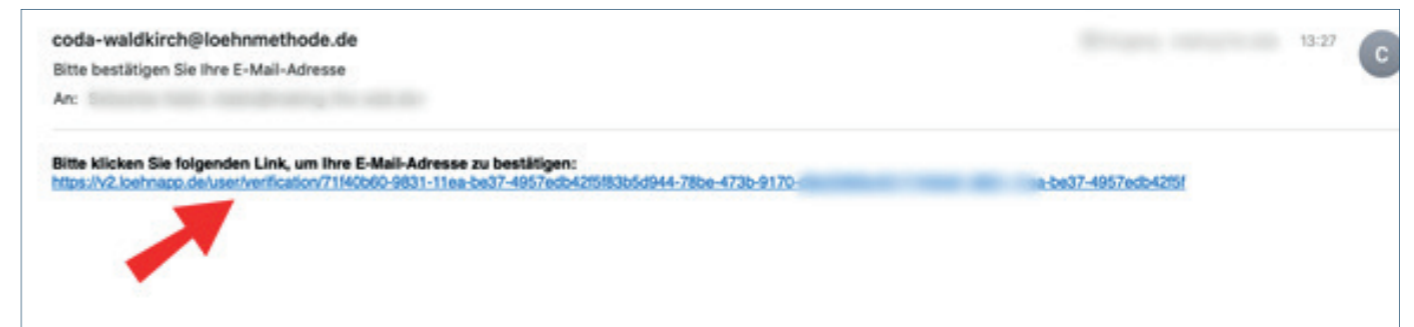 coda-waldkirch@loehnmethode.de
13:27
C
Bitte bestätigen Sie Ihre E-Mail-Adresse
An:
Bitte klicken Sie folgenden Link, um Ihre E-Mail-Adresse zu bestätigen:
https://v2.loehnapp.de/user/verification/71f40b60-9831-11ea-be37-4957edb42f5f83b5d944-78be-473b-9170- a-be37-4957edb42f5f